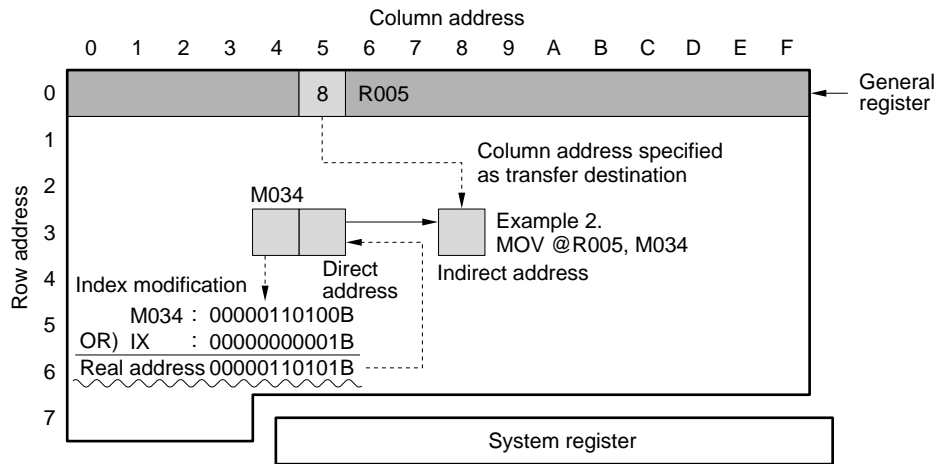 Column address
0 1 2 3 4 5 6 7 8 9 A B C D E F
Row address
0
1
2
3
4
5
6
7
8
R005
General
register
Column address specified
as transfer destination
M034
Example 2.
MOV @R005, M034
Direct
address
Indirect address
Index modification
M034 : 00000110100B
OR) IX : 00000000001B
Real address 00000110101B
System register